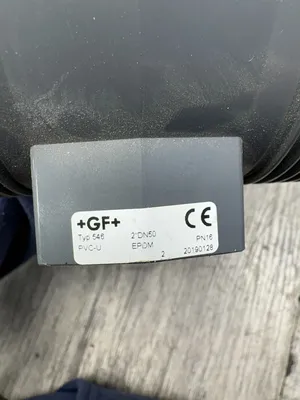 +GF+ CE
Typ 546 2"DN50 PN16
PVC-U EPDM 2 20190128